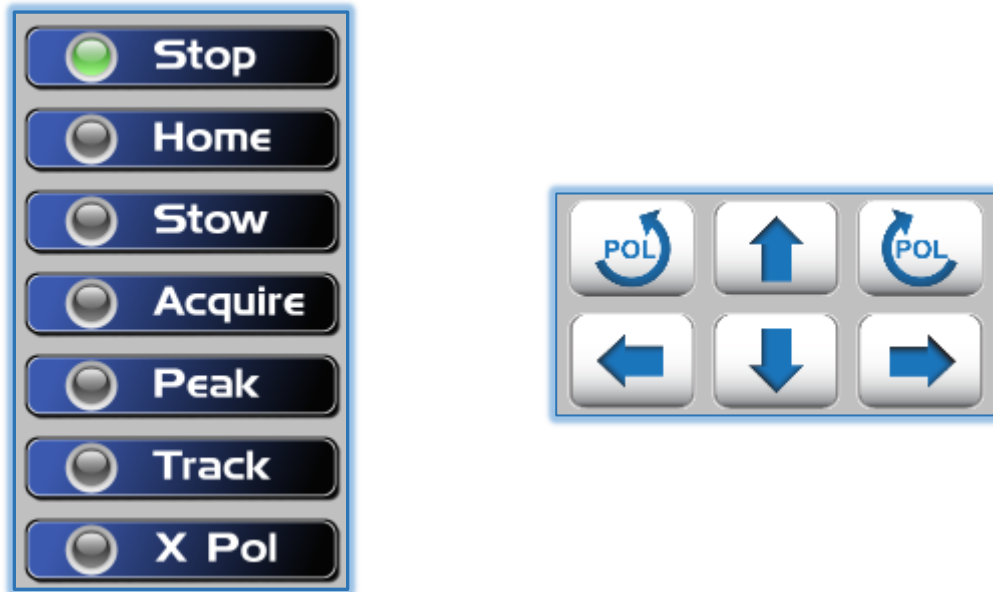 Stop
Home
Stow
Acquire
Peak
Track
X Pol
POL
POL